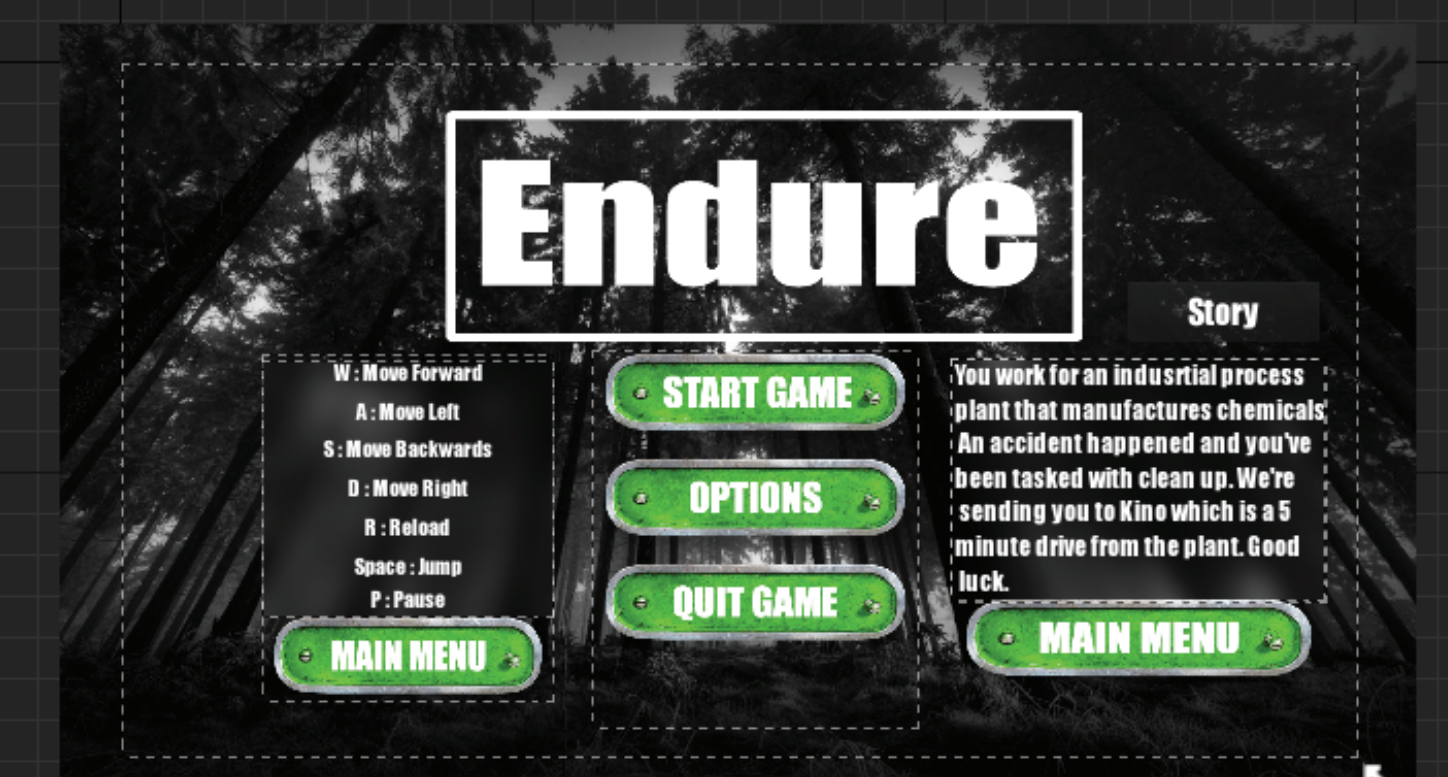 Endure
Story
W : Move Forward
A : Move Left
S : Move Backwards
D : Move Right
R : Reload
Space : Jump
P : Pause
MAIN MENU
START GAME
OPTIONS
QUIT GAME
You work for an indusrtial process
plant that manufactures chemicals
An accident happened and you've
been tasked with clean up. We're
sending you to Kino which is a 5
minute drive from the plant. Good
luck.
MAIN MENU